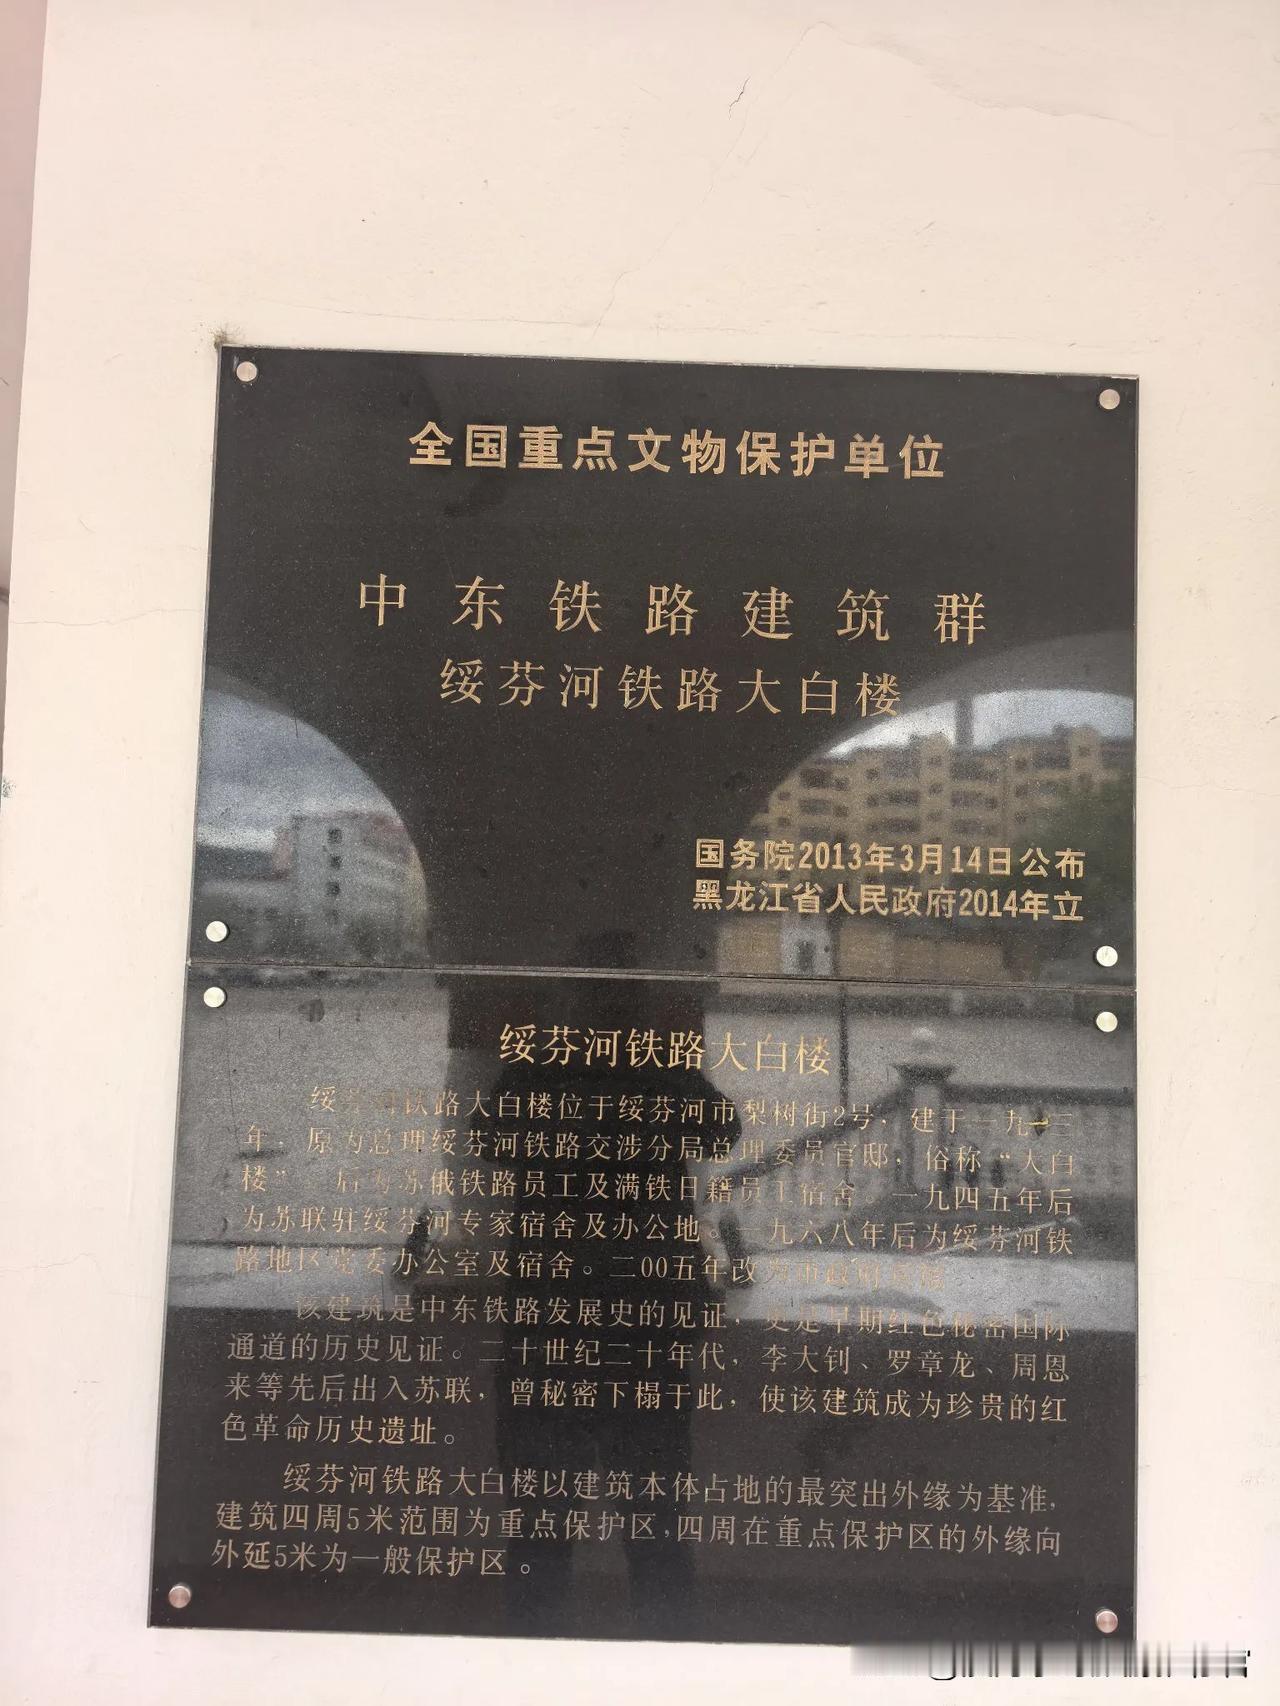 全国重点文物保护单位
中东铁路建筑群
绥芬河铁路大白楼
国务院2013年3月14日公布
黑龙江省人民政府2014年立
绥芬河铁路大白楼
绥芬河铁路大白楼位于绥芬河市梨树街2号，建于一九一三
年，原为总理绥芬河铁路交涉分局总理委员官邸，俗称“大白
楼”。后为苏俄铁路员工及满铁日籍员工宿舍。一九四五年后
为苏联驻绥芬河专家宿舍及办公地。一九六八年后为绥芬河铁
路地区党委办公室及宿舍。二00五年改为市政府宾馆
该建筑是中东铁路发展史的见证，更是早期红色秘密国际
通道的历史见证。二十世纪二十年代，李大钊、罗章龙、周恩
来等先后出入苏联，曾秘密下榻于此，使该建筑成为珍贵的红
色革命历史遗址。
绥芬河铁路大白楼以建筑本体占地的最突出外缘为基准，
建筑四周5米范围为重点保护区，四周在重点保护区的外缘向
外延5米为一般保护区。